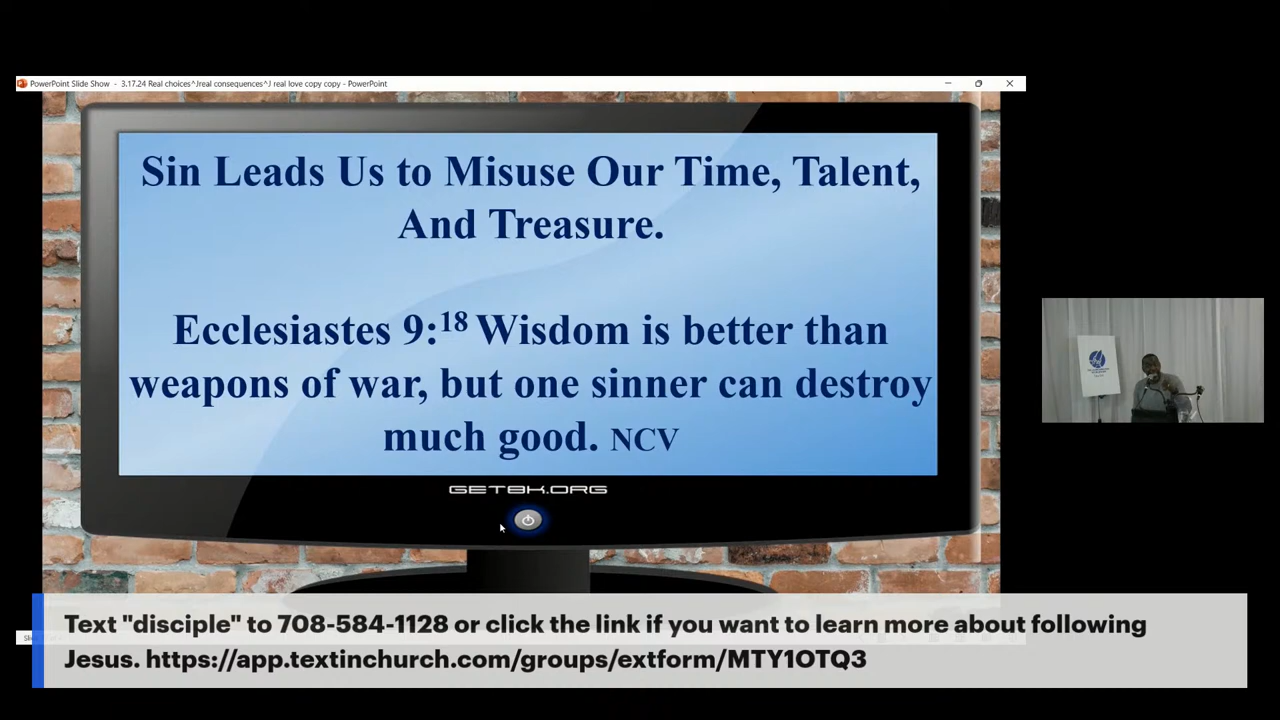 PowerPoint Slide Show - 3.17.24 Real choices^Jreal consequences^J real love copy copy - PowerPoint
Sin Leads Us to Misuse Our Time, Talent,
And Treasure.
Ecclesiastes 9:18 Wisdom is better than
weapons of war, but one sinner can destroy
much good. NCV
GET8K.ORG
Text "disciple" to 708-584-1128 or click the link if you want to learn more about following
Jesus. https://app.textinchurch.com/groups/extform/MTY1OTQ3